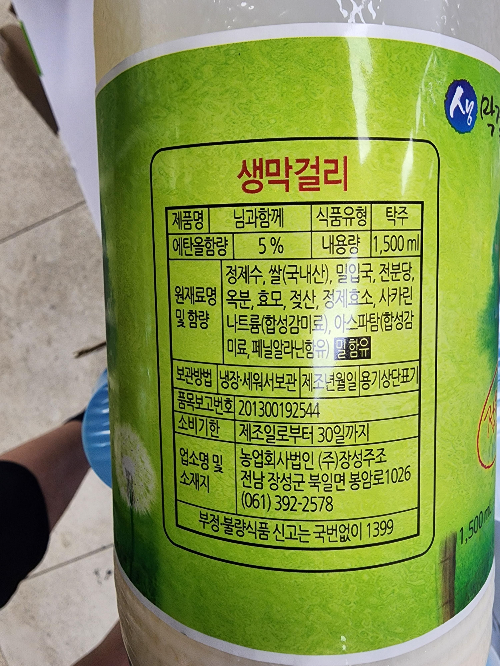 생막걸리
제품명 님과함께 식품유형 탁주
에탄올함량 5 % 내용량 1,500 ml
원재료명 및 함량
정제수, 쌀(국내산), 밀입국, 전분당,
옥분, 효모, 젖산, 정제효소, 사카린
나트륨(합성감미료), 아스파탐(합성감
미료, 페닐알라닌함유) 밀함유
보관방법 냉장·세워서보관 제조년월일 용기상단표기
품목보고번호 201300192544
소비기한 제조일로부터 30일까지
업소명 및 소재지
농업회사법인 (주)장성주조
전남 장성군 북일면 봉암로1026
(061) 392-2578
부정·불량식품 신고는 국번없이 1399
생
1,500ml